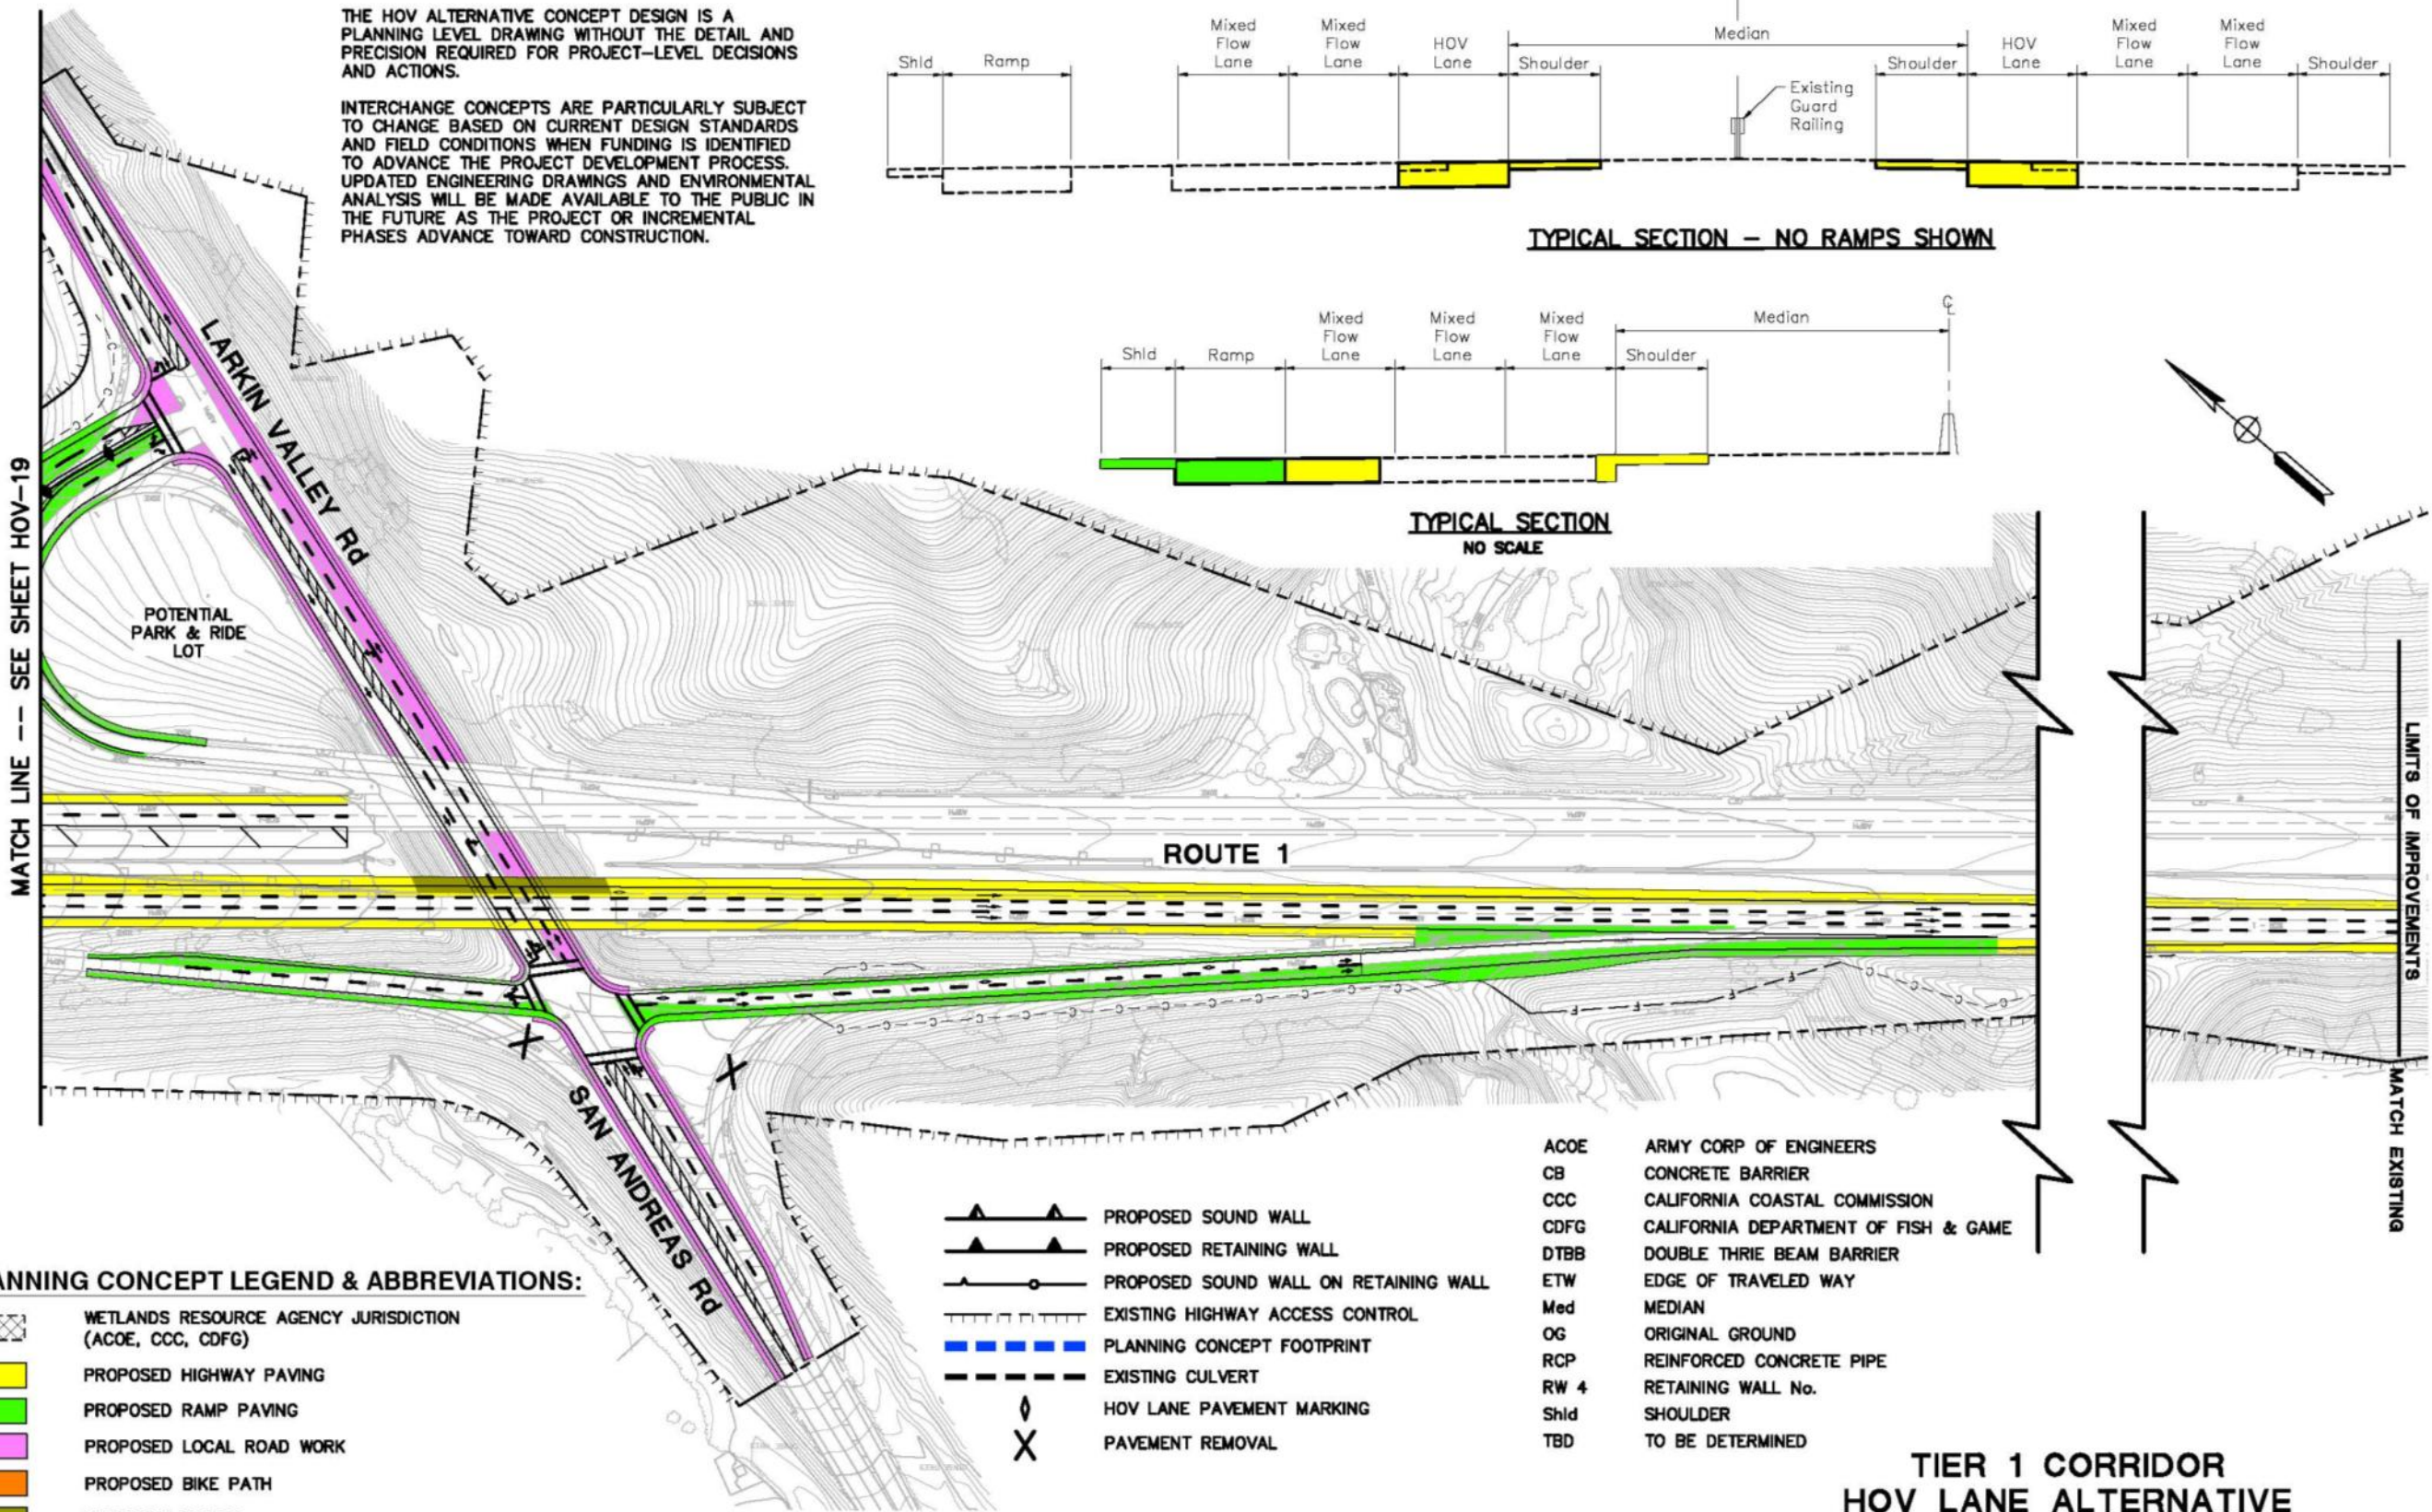 THE HOV ALTERNATIVE CONCEPT DESIGN IS A
PLANNING LEVEL DRAWING WITHOUT THE DETAIL AND
PRECISION REQUIRED FOR PROJECT-LEVEL DECISIONS
AND ACTIONS.
INTERCHANGE CONCEPTS ARE PARTICULARLY SUBJECT
TO CHANGE BASED ON CURRENT DESIGN STANDARDS
AND FIELD CONDITIONS WHEN FUNDING IS IDENTIFIED
TO ADVANCE THE PROJECT DEVELOPMENT PROCESS.
UPDATED ENGINEERING DRAWINGS AND ENVIRONMENTAL
ANALYSIS WILL BE MADE AVAILABLE TO THE PUBLIC IN
THE FUTURE AS THE PROJECT OR INCREMENTAL
PHASES ADVANCE TOWARD CONSTRUCTION.
Shld
Ramp
Mixed
Flow
Lane
Mixed
Flow
Lane
HOV
Lane
Shoulder
Median
Existing
Guard
Railing
Shoulder
HOV
Lane
Mixed
Flow
Lane
Mixed
Flow
Lane
Shoulder
TYPICAL SECTION - NO RAMPS SHOWN
Shld
Ramp
Mixed
Flow
Lane
Mixed
Flow
Lane
Mixed
Flow
Lane
Shoulder
Median
TYPICAL SECTION
NO SCALE
MATCH LINE -- SEE SHEET HOV-19
LARKIN VALLEY Rd
POTENTIAL
PARK & RIDE
LOT
ROUTE 1
SAN ANDREAS Rd
LIMITS OF IMPROVEMENTS
MATCH EXISTING
ANNING CONCEPT LEGEND & ABBREVIATIONS:
WETLANDS RESOURCE AGENCY JURISDICTION
(ACOE, CCC, CDFG)
PROPOSED HIGHWAY PAVING
PROPOSED RAMP PAVING
PROPOSED LOCAL ROAD WORK
PROPOSED BIKE PATH
PROPOSED SOUND WALL
PROPOSED RETAINING WALL
PROPOSED SOUND WALL ON RETAINING WALL
EXISTING HIGHWAY ACCESS CONTROL
PLANNING CONCEPT FOOTPRINT
EXISTING CULVERT
HOV LANE PAVEMENT MARKING
X PAVEMENT REMOVAL
ACOE ARMY CORP OF ENGINEERS
CB CONCRETE BARRIER
CCC CALIFORNIA COASTAL COMMISSION
CDFG CALIFORNIA DEPARTMENT OF FISH & GAME
DTBB DOUBLE THRIE BEAM BARRIER
ETW EDGE OF TRAVELED WAY
Med MEDIAN
OG ORIGINAL GROUND
RCP REINFORCED CONCRETE PIPE
RW 4 RETAINING WALL No.
Shld SHOULDER
TBD TO BE DETERMINED
TIER 1 CORRIDOR
HOV LANE ALTERNATIVE